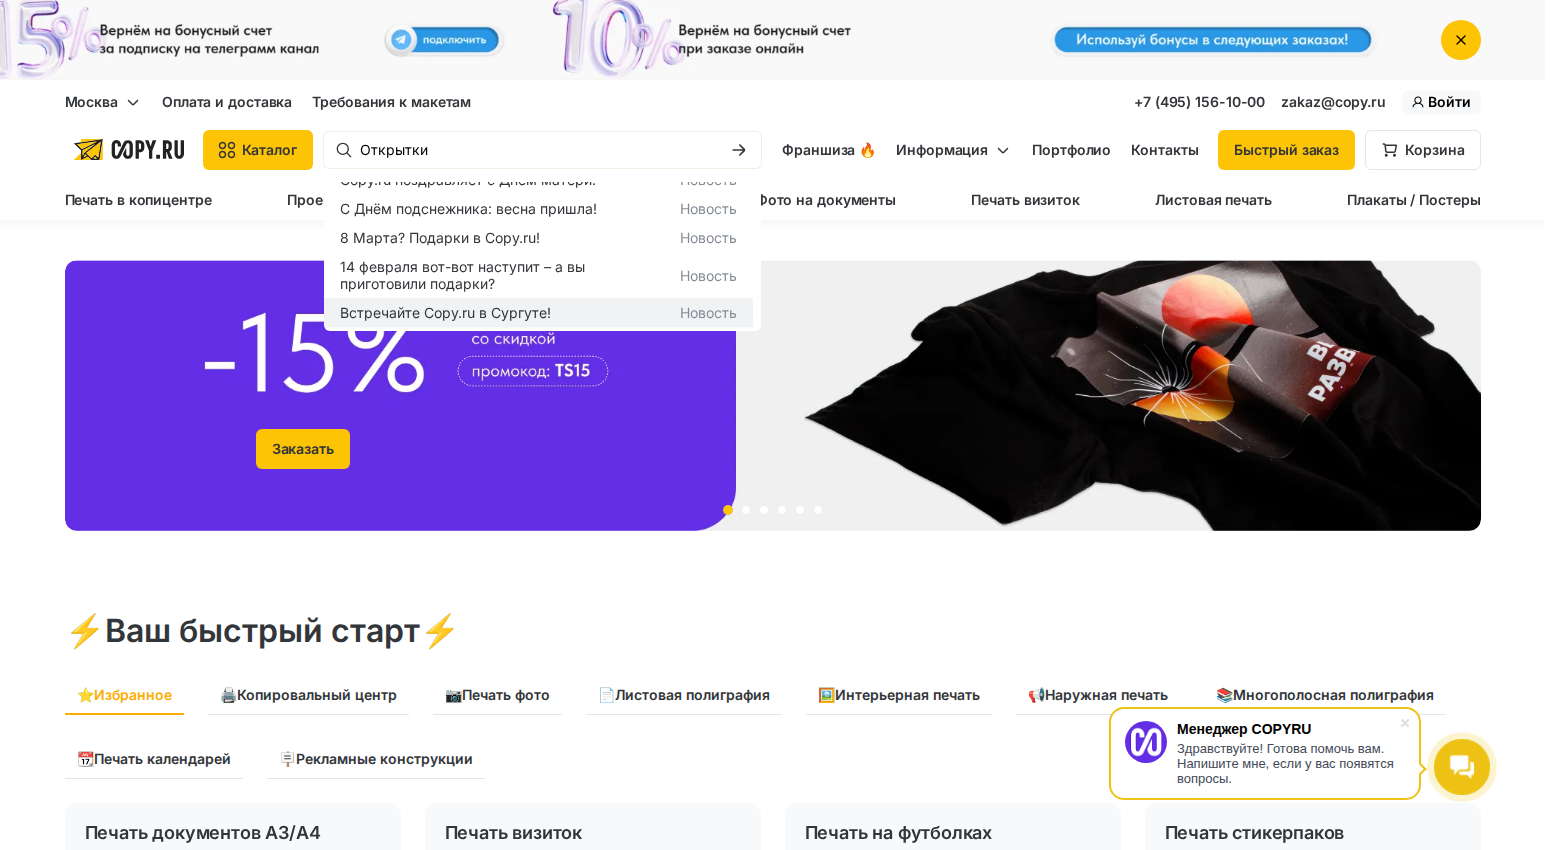 15%
Вернём на бонусный счет
за подписку на телеграмм канал
подключить
10%
Вернём на бонусный счет
при заказе онлайн
Используй бонусы в следующих заказах!
Москва
Оплата и доставка
Требования к макетам
+7 (495) 156-10-00
zakaz@copy.ru
Войти
COPY.RU
Каталог
Открытки
Франшиза 🔥
Информация
Портфолио
Контакты
Быстрый заказ
Корзина
Печать в копицентре
Прое
Фото на документы
Печать визиток
Листовая печать
Плакаты / Постеры
Copy.ru поздравляет с Днём матери!
Новость
С Днём подснежника: весна пришла!
Новость
8 Марта? Подарки в Copy.ru!
Новость
14 февраля вот-вот наступит – а вы
приготовили подарки?
Новость
Встречайте Copy.ru в Сургуте!
Новость
-15%
со скидкой
промокод: TS15
Заказать
РАЗВ
⚡Ваш быстрый старт⚡
⭐Избранное
🖨️Копировальный центр
📷Печать фото
📄Листовая полиграфия
🖼️Интерьерная печать
📢Наружная печать
📚Многополосная полиграфия
📆Печать календарей
🪧Рекламные конструкции
Менеджер COPYRU
Здравствуйте! Готова помочь вам.
Напишите мне, если у вас появятся
вопросы.
Печать документов А3/А4
Печать визиток
Печать на футболках
Печать стикерпаков